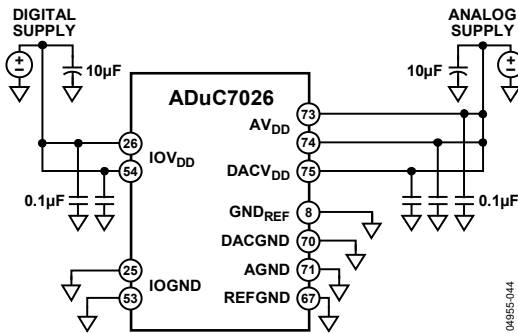 DIGITAL
SUPPLY
ANALOG
SUPPLY
10µF
10µF
ADuC7026
73
AVDD
26
74
IOVDD
54
DACVDD
75
0.1µF
0.1µF
GNDREF
8
DACGND
70
25
AGND
71
IOGND
53
REFGND
67
04955-044